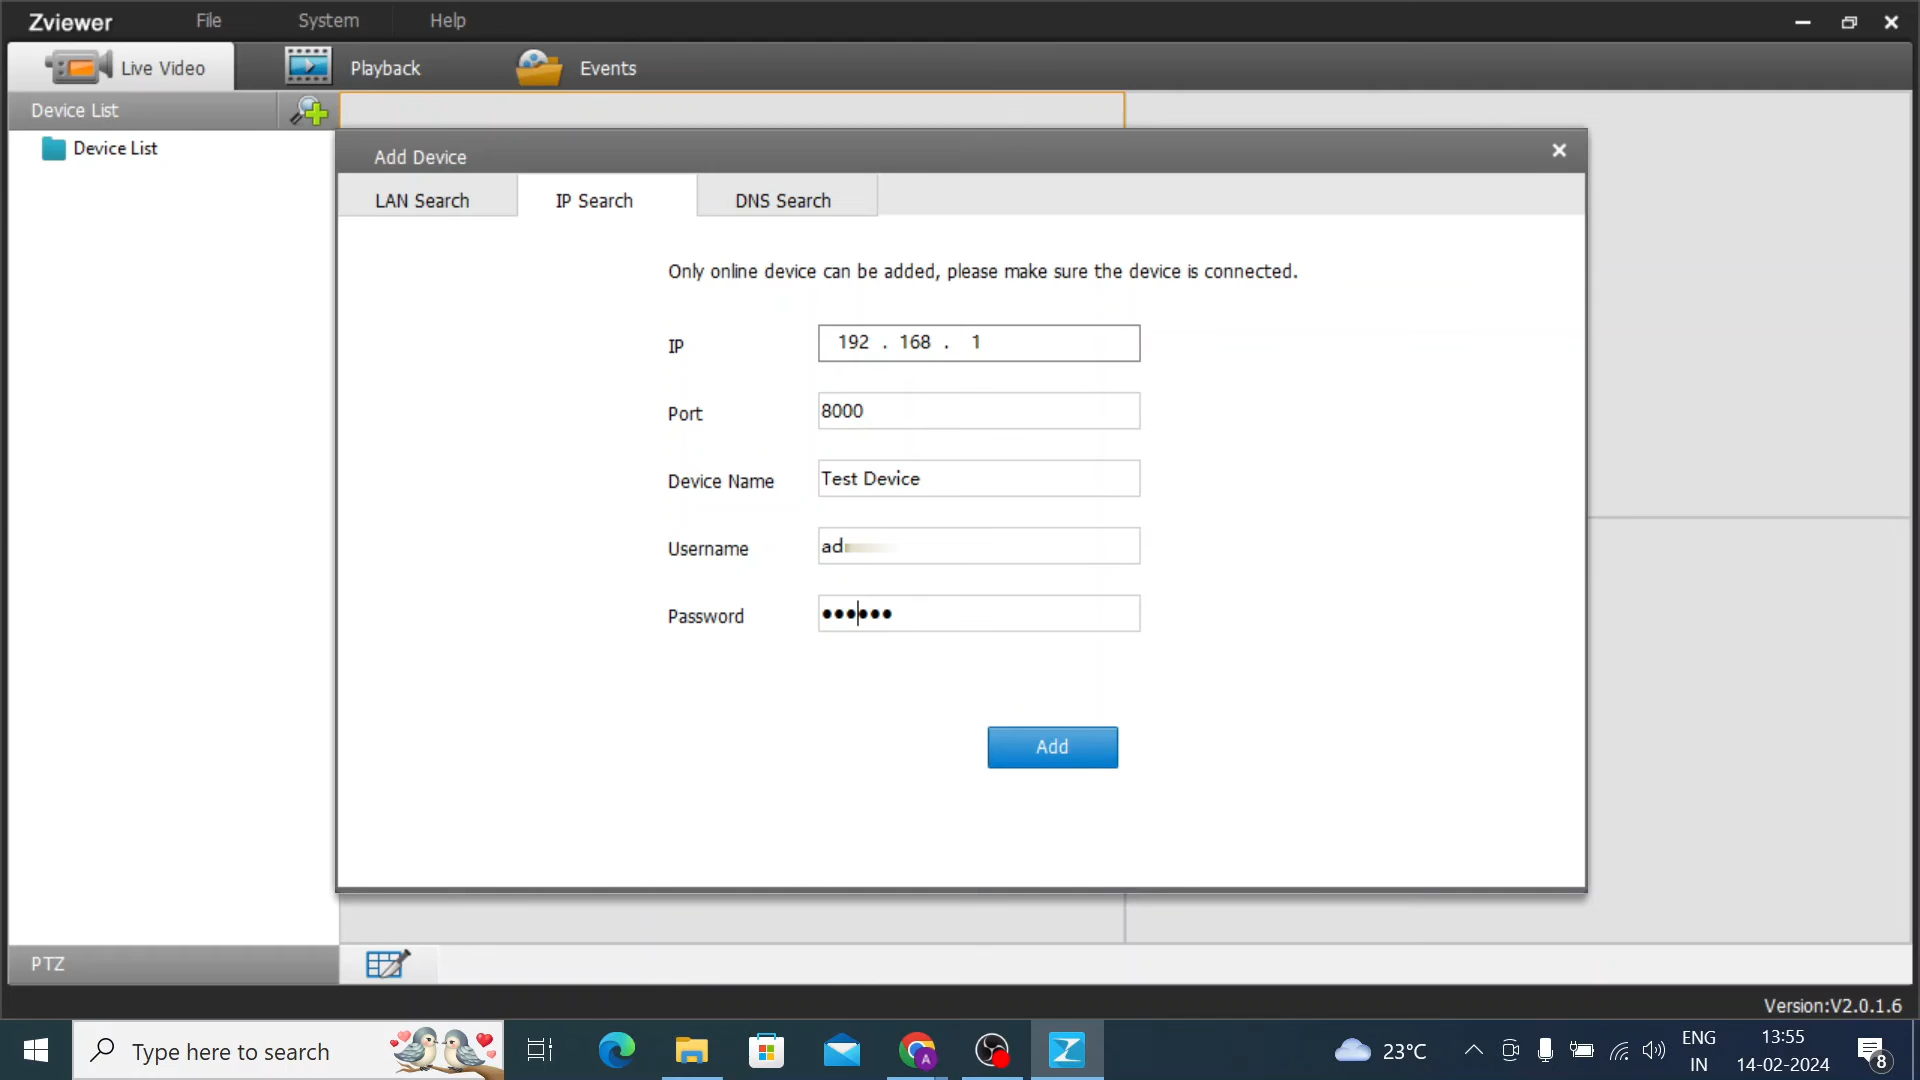 Zviewer File System Help
Live Video Playback Events
Device List
Device List
Add Device
LAN Search IP Search DNS Search
Only online device can be added, please make sure the device is connected.
IP 192 . 168 . 1
Port 8000
Device Name Test Device
Username ad
Password ••••••
Add
PTZ
Version:V2.0.1.6
Type here to search
A
23°C
ENG
IN
13:55
14-02-2024
8